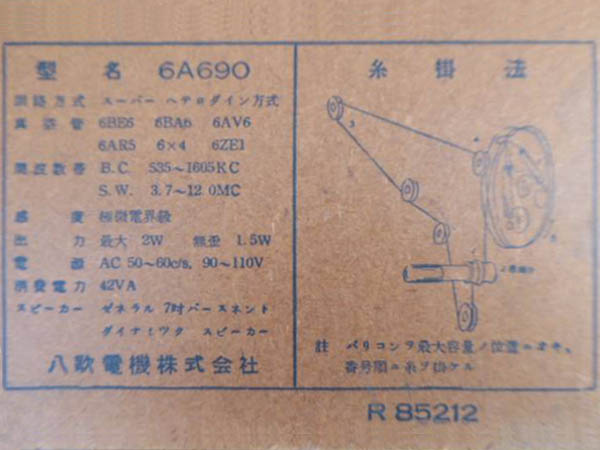 型名 6A690
回路方式 スーパー ヘテロダイン方式
真空管 6BE6 6BA6 6AV6
6AR5 6×4 6ZE1
周波数帯 B.C. 535~1605KC
S.W. 3.7~12.0MC
感度 極微電界級
出力 最大 2W 無歪 1.5W
電源 AC 50~60c/s, 90~110V
消費電力 42VA
スピーカー ゼネラル 7吋パーマネント
ダイナミツク スピーカー
八欧電機株式会社
糸掛法
3
4
5
註 バリコンヲ最大容量ノ位置ニオキ、
番号順ニ糸ヲ掛ケル
R 85212